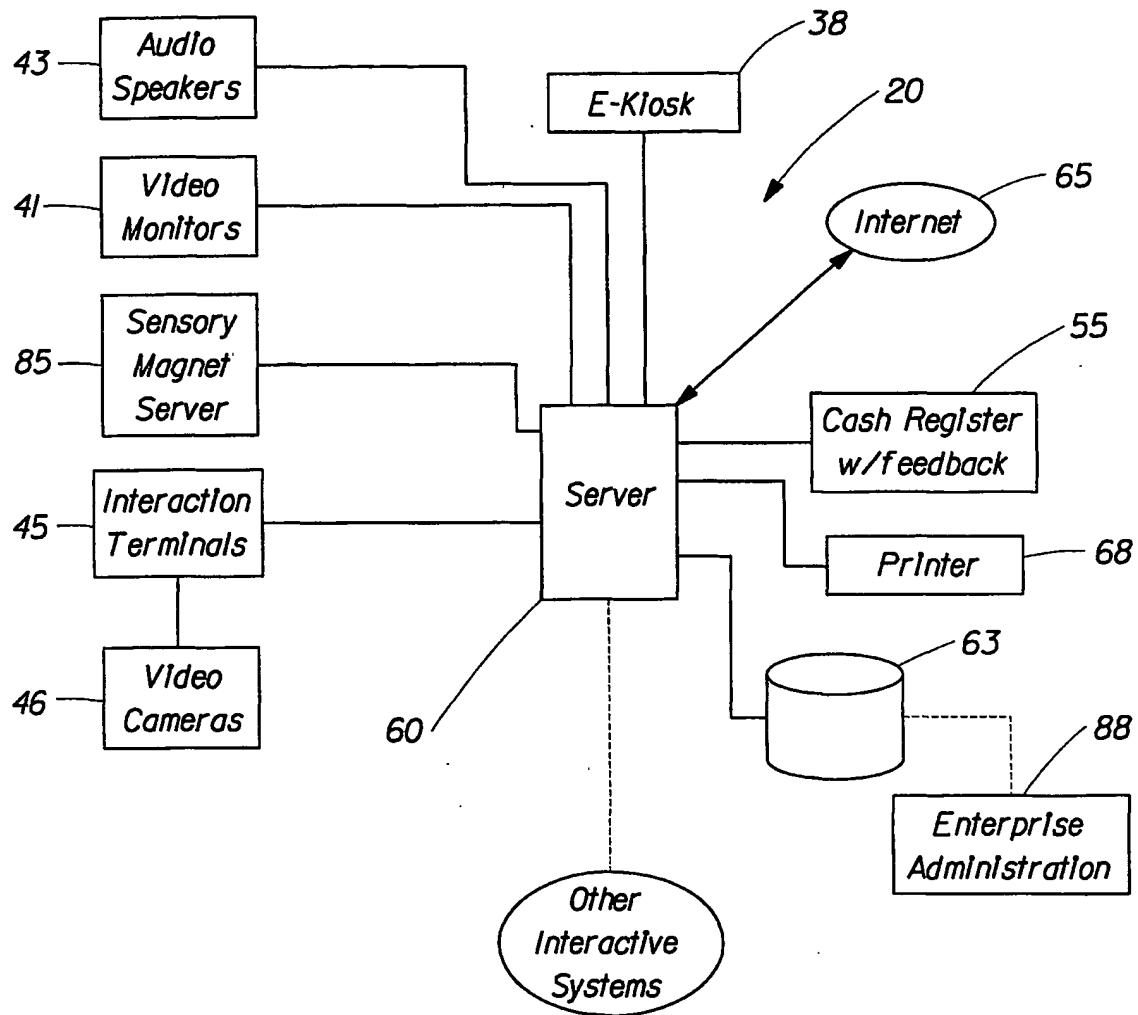 38
43
Audio
Speakers
E-Kiosk
20
65
41
Video
Monitors
Internet
85
Sensory
Magnet
Server
55
Cash Register
w/feedback
Server
45
Interaction
Terminals
Printer
68
63
46
Video
Cameras
60
88
Enterprise
Administration
Other
Interactive
Systems